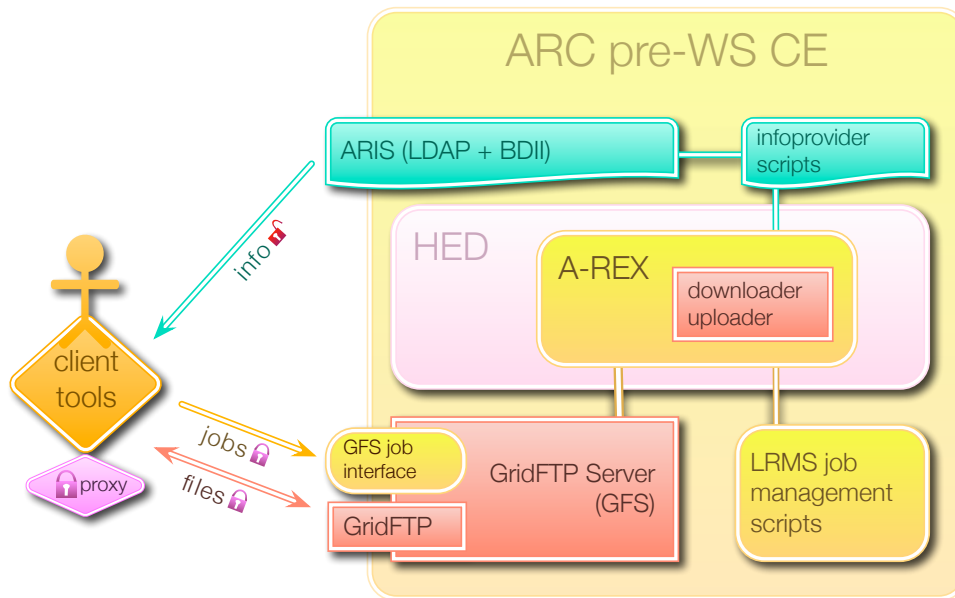 ARC pre-WS CE
ARIS (LDAP + BDII)
infoprovider
scripts
info
HED
A-REX
downloader
uploader
client
tools
proxy
jobs
files
GFS job
interface
GridFTP
GridFTP Server
(GFS)
LRMS job
management
scripts